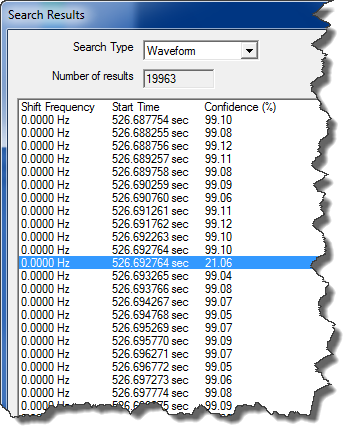 Search Results
Search Type Waveform
Number of results 19963
Shift Frequency Start Time Confidence (%)
0.0000 Hz 526.687754 sec 99.10
0.0000 Hz 526.688255 sec 99.08
0.0000 Hz 526.688756 sec 99.12
0.0000 Hz 526.689257 sec 99.11
0.0000 Hz 526.689758 sec 99.08
0.0000 Hz 526.690259 sec 99.09
0.0000 Hz 526.690760 sec 99.06
0.0000 Hz 526.691261 sec 99.11
0.0000 Hz 526.691762 sec 99.12
0.0000 Hz 526.692263 sec 99.10
0.0000 Hz 526.692764 sec 99.10
0.0000 Hz 526.692764 sec 21.06
0.0000 Hz 526.693265 sec 99.04
0.0000 Hz 526.693766 sec 99.08
0.0000 Hz 526.694267 sec 99.07
0.0000 Hz 526.694768 sec 99.05
0.0000 Hz 526.695269 sec 99.07
0.0000 Hz 526.695770 sec 99.09
0.0000 Hz 526.696271 sec 99.07
0.0000 Hz 526.696772 sec 99.05
0.0000 Hz 526.697273 sec 99.06
0.0000 Hz 526.697774 sec 99.08
Hz sec 99.09